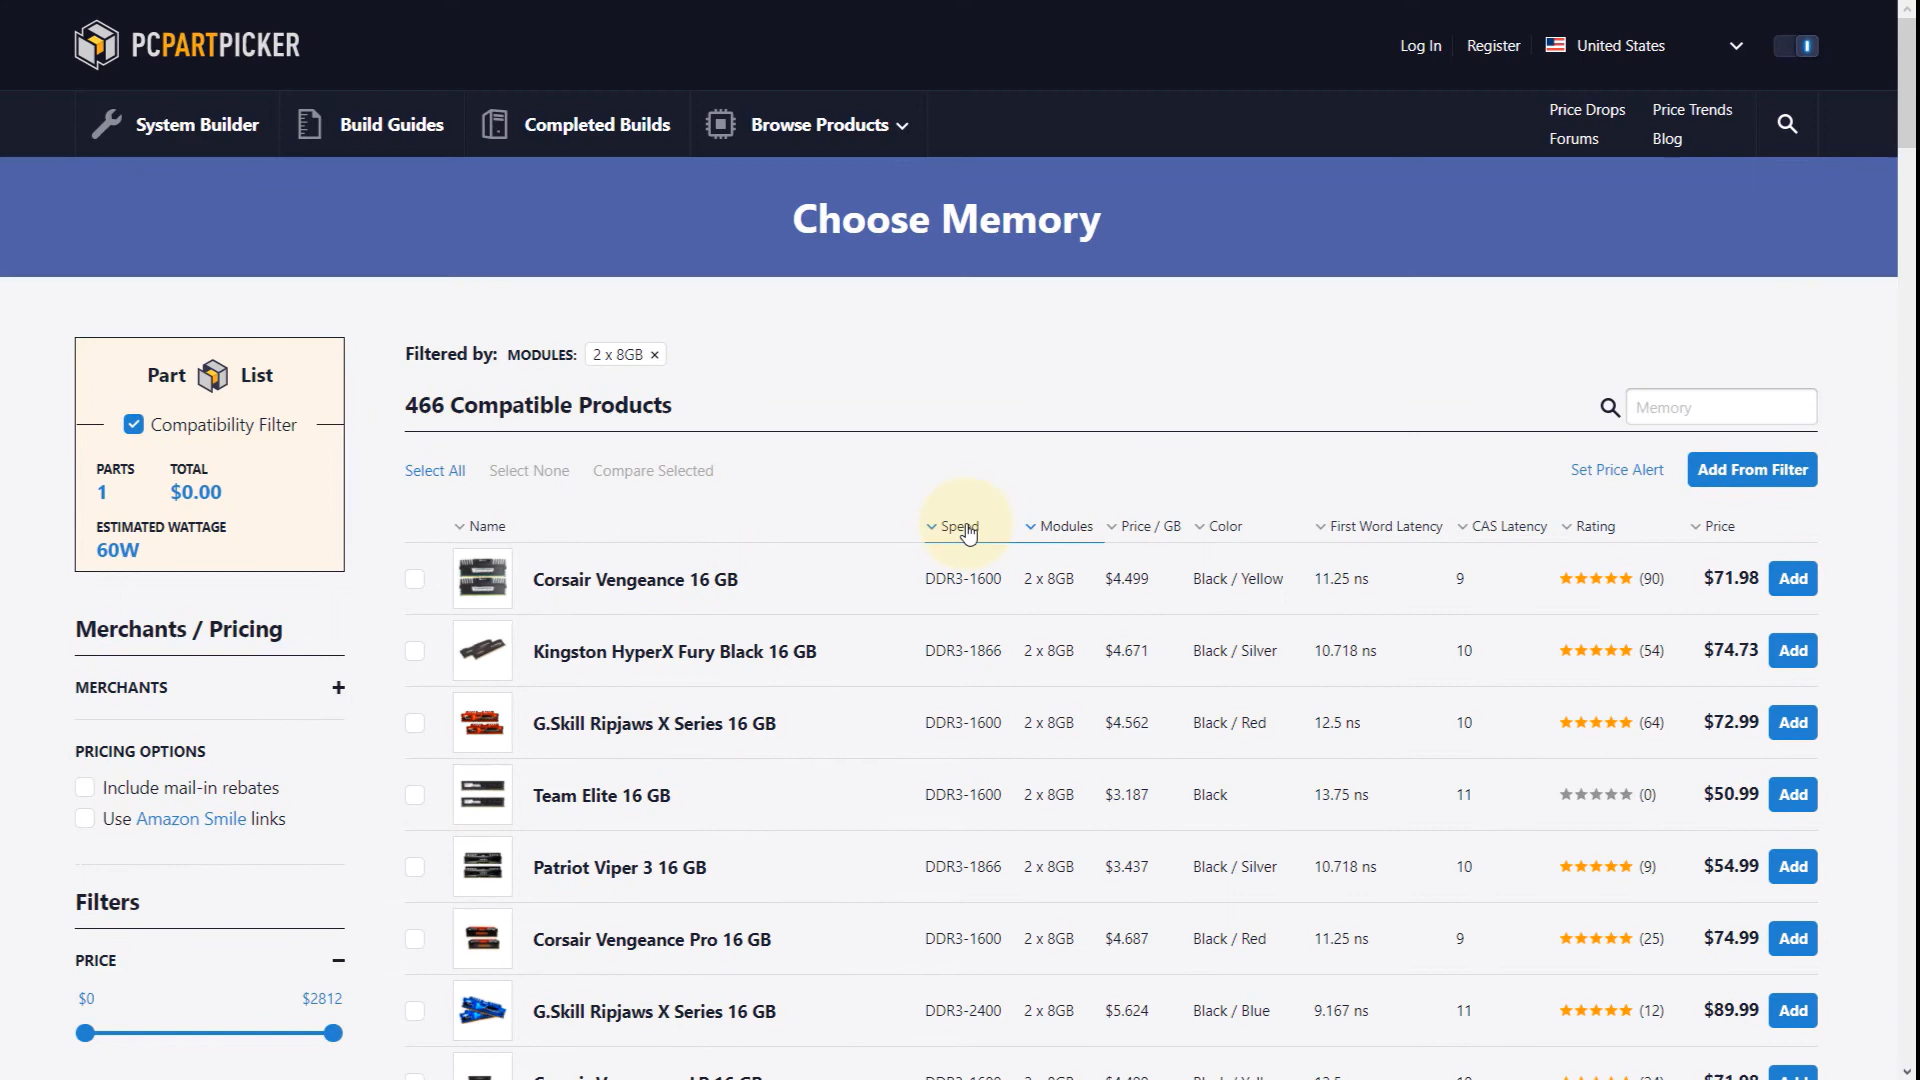 PCPARTPICKER
Log In
Register
United States
System Builder
Build Guides
Completed Builds
Browse Products
Price Drops
Price Trends
Forums
Blog
Choose Memory
Part List
Compatibility Filter
PARTS TOTAL
1 $0.00
ESTIMATED WATTAGE
60W
Merchants / Pricing
MERCHANTS +
PRICING OPTIONS
Include mail-in rebates
Use Amazon Smile links
Filters
PRICE −
$0 $2812
Filtered by: MODULES: 2 x 8GB ×
466 Compatible Products
Memory
Select All Select None Compare Selected
Set Price Alert Add From Filter
Name Speed Modules Price / GB Color First Word Latency CAS Latency Rating Price
Corsair Vengeance 16 GB DDR3-1600 2 x 8GB $4.499 Black / Yellow 11.25 ns 9 (90) $71.98 Add
Kingston HyperX Fury Black 16 GB DDR3-1866 2 x 8GB $4.671 Black / Silver 10.718 ns 10 (54) $74.73 Add
G.Skill Ripjaws X Series 16 GB DDR3-1600 2 x 8GB $4.562 Black / Red 12.5 ns 10 (64) $72.99 Add
Team Elite 16 GB DDR3-1600 2 x 8GB $3.187 Black 13.75 ns 11 (0) $50.99 Add
Patriot Viper 3 16 GB DDR3-1866 2 x 8GB $3.437 Black / Silver 10.718 ns 10 (9) $54.99 Add
Corsair Vengeance Pro 16 GB DDR3-1600 2 x 8GB $4.687 Black / Red 11.25 ns 9 (25) $74.99 Add
G.Skill Ripjaws X Series 16 GB DDR3-2400 2 x 8GB $5.624 Black / Blue 9.167 ns 11 (12) $89.99 Add